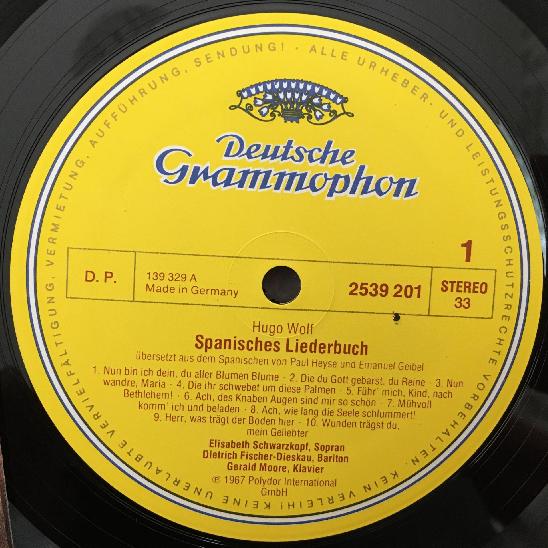 VERMIETUNG, AUFFÜHRUNG, SENDUNG! · ALLE URHEBER- UND LEISTUNGSSCHUTZRECHTE VORBEHALTEN · KEIN VERLEIH! KEINE UNERLAUBTE VERVIELFÄLTIGUNG,
Deutsche
Grammophon
1
D. P.
139 329 A
Made in Germany
2539 201
STEREO
33
Hugo Wolf
Spanisches Liederbuch
übersetzt aus dem Spanischen von Paul Heyse und Emanuel Geibel
1. Nun bin ich dein, du aller Blumen Blume - 2. Die du Gott gebarst, du Reine - 3. Nun
wandre, Maria - 4. Die ihr schwebet um diese Palmen - 5. Führ' mich, Kind, nach
Bethlehem! - 6. Ach, des Knaben Augen sind mir so schön - 7. Mühvoll
komm' ich und beladen - 8. Ach, wie lang die Seele schlummert!
9. Herr, was trägt der Boden hier - 10. Wunden trägst du,
mein Geliebter
Elisabeth Schwarzkopf, Sopran
Dietrich Fischer-Dieskau, Bariton
Gerald Moore, Klavier
℗ 1967 Polydor International
GmbH